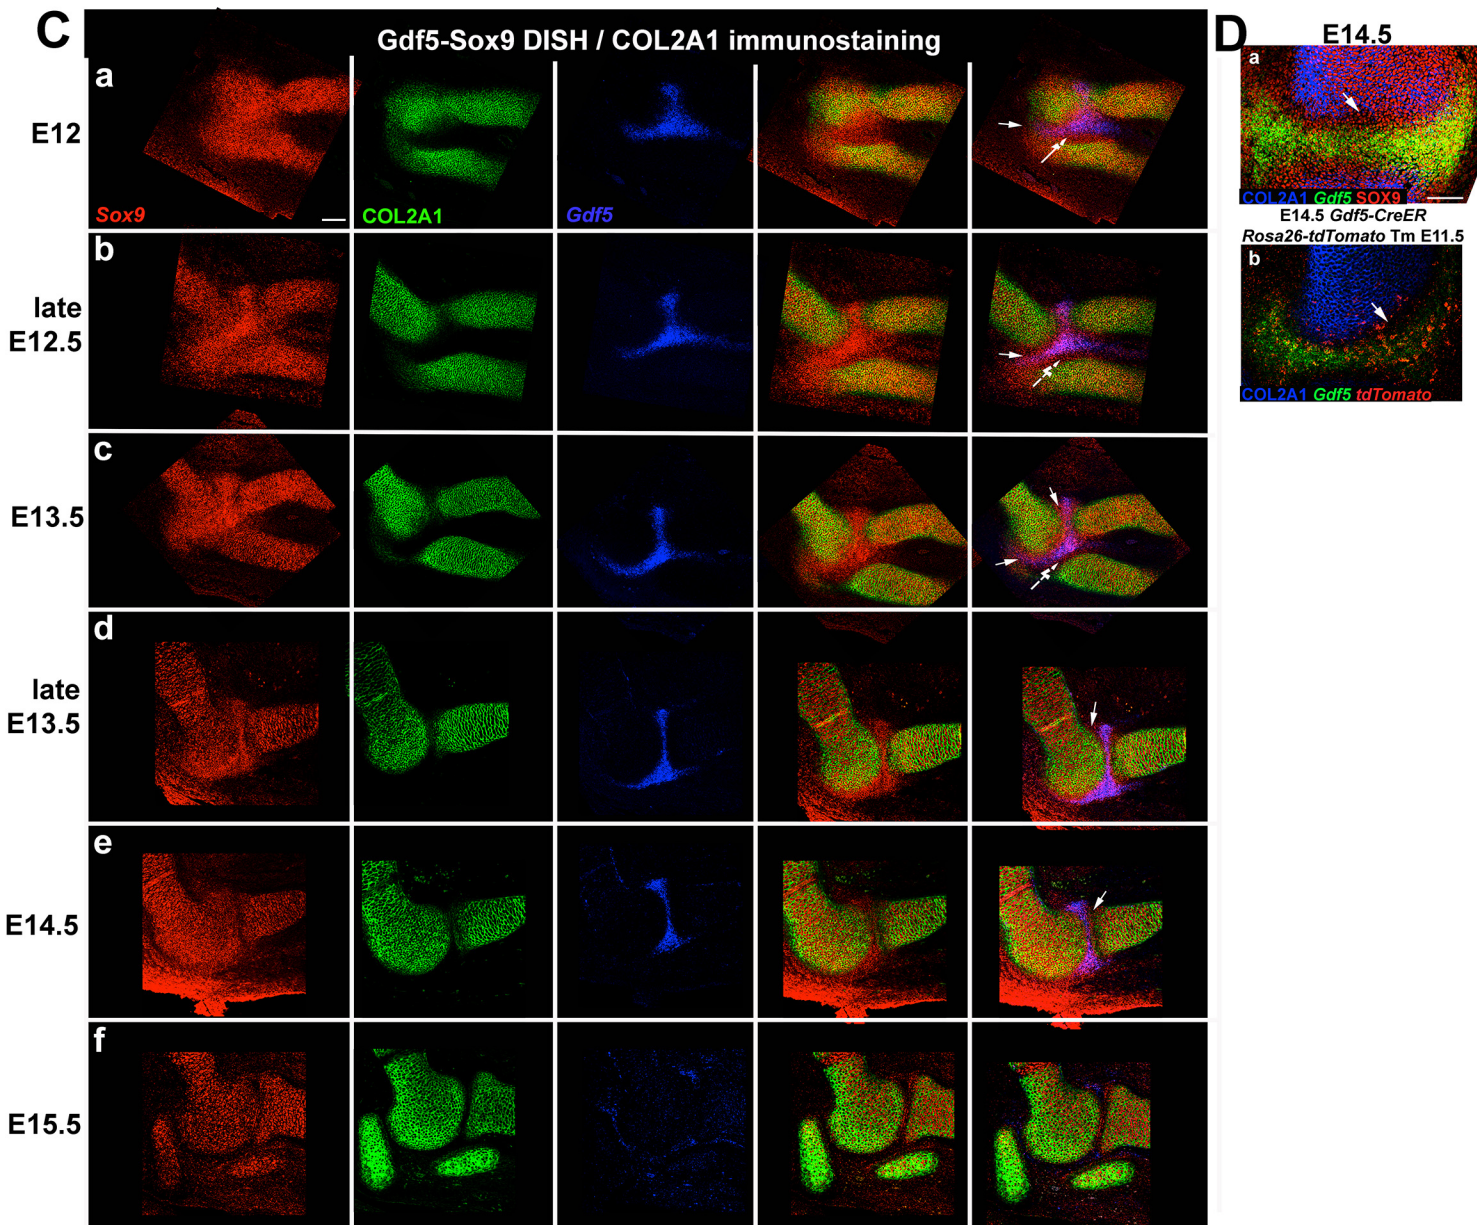 C
Gdf5-Sox9 DISH / COL2A1 immunostaining
a
E12
Sox9
COL2A1
Gdf5
b
late
E12.5
c
E13.5
d
late
E13.5
e
E14.5
f
E15.5
D
E14.5
a
COL2A1 Gdf5 SOX9
E14.5 Gdf5-CreER
Rosa26-tdTomato Tm E11.5
b
COL2A1 Gdf5 tdTomato